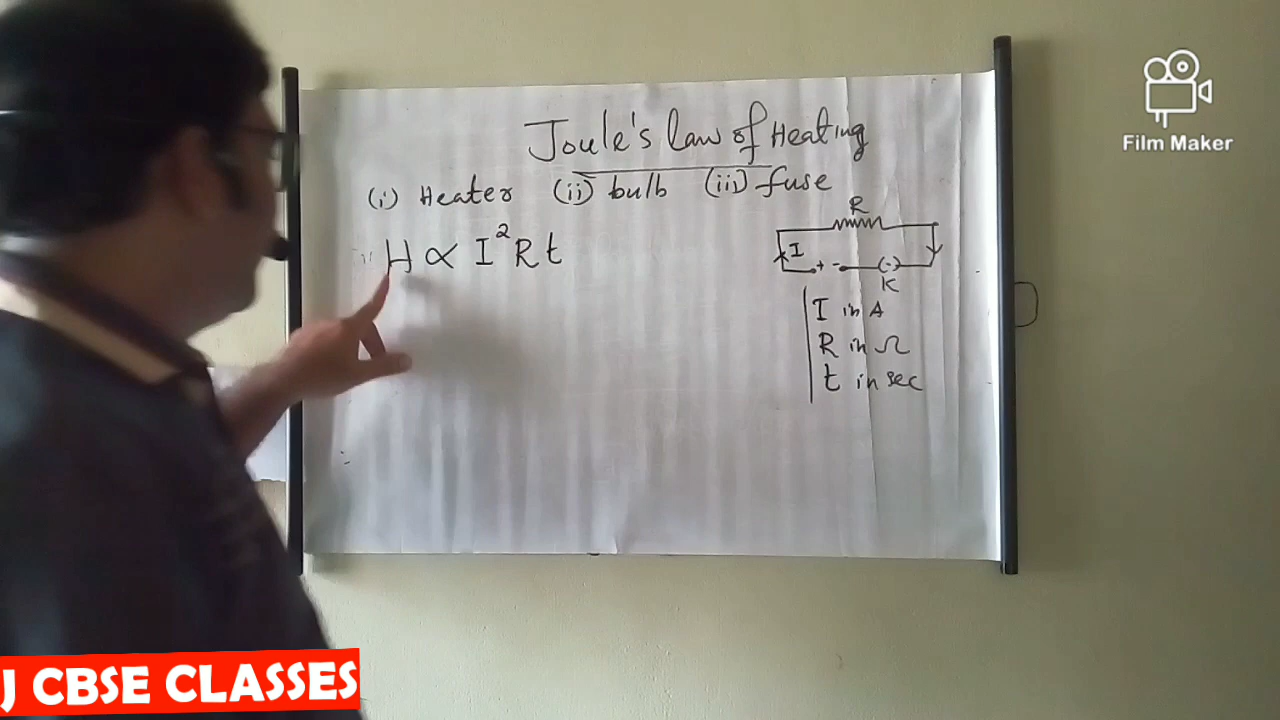 Film Maker
Joule's law of Heating
(i) Heater (ii) bulb (iii) fuse
H ∝ I²Rt
R
I
+ -
(·)
K
I in A
R in Ω
t in sec
J CBSE CLASSES